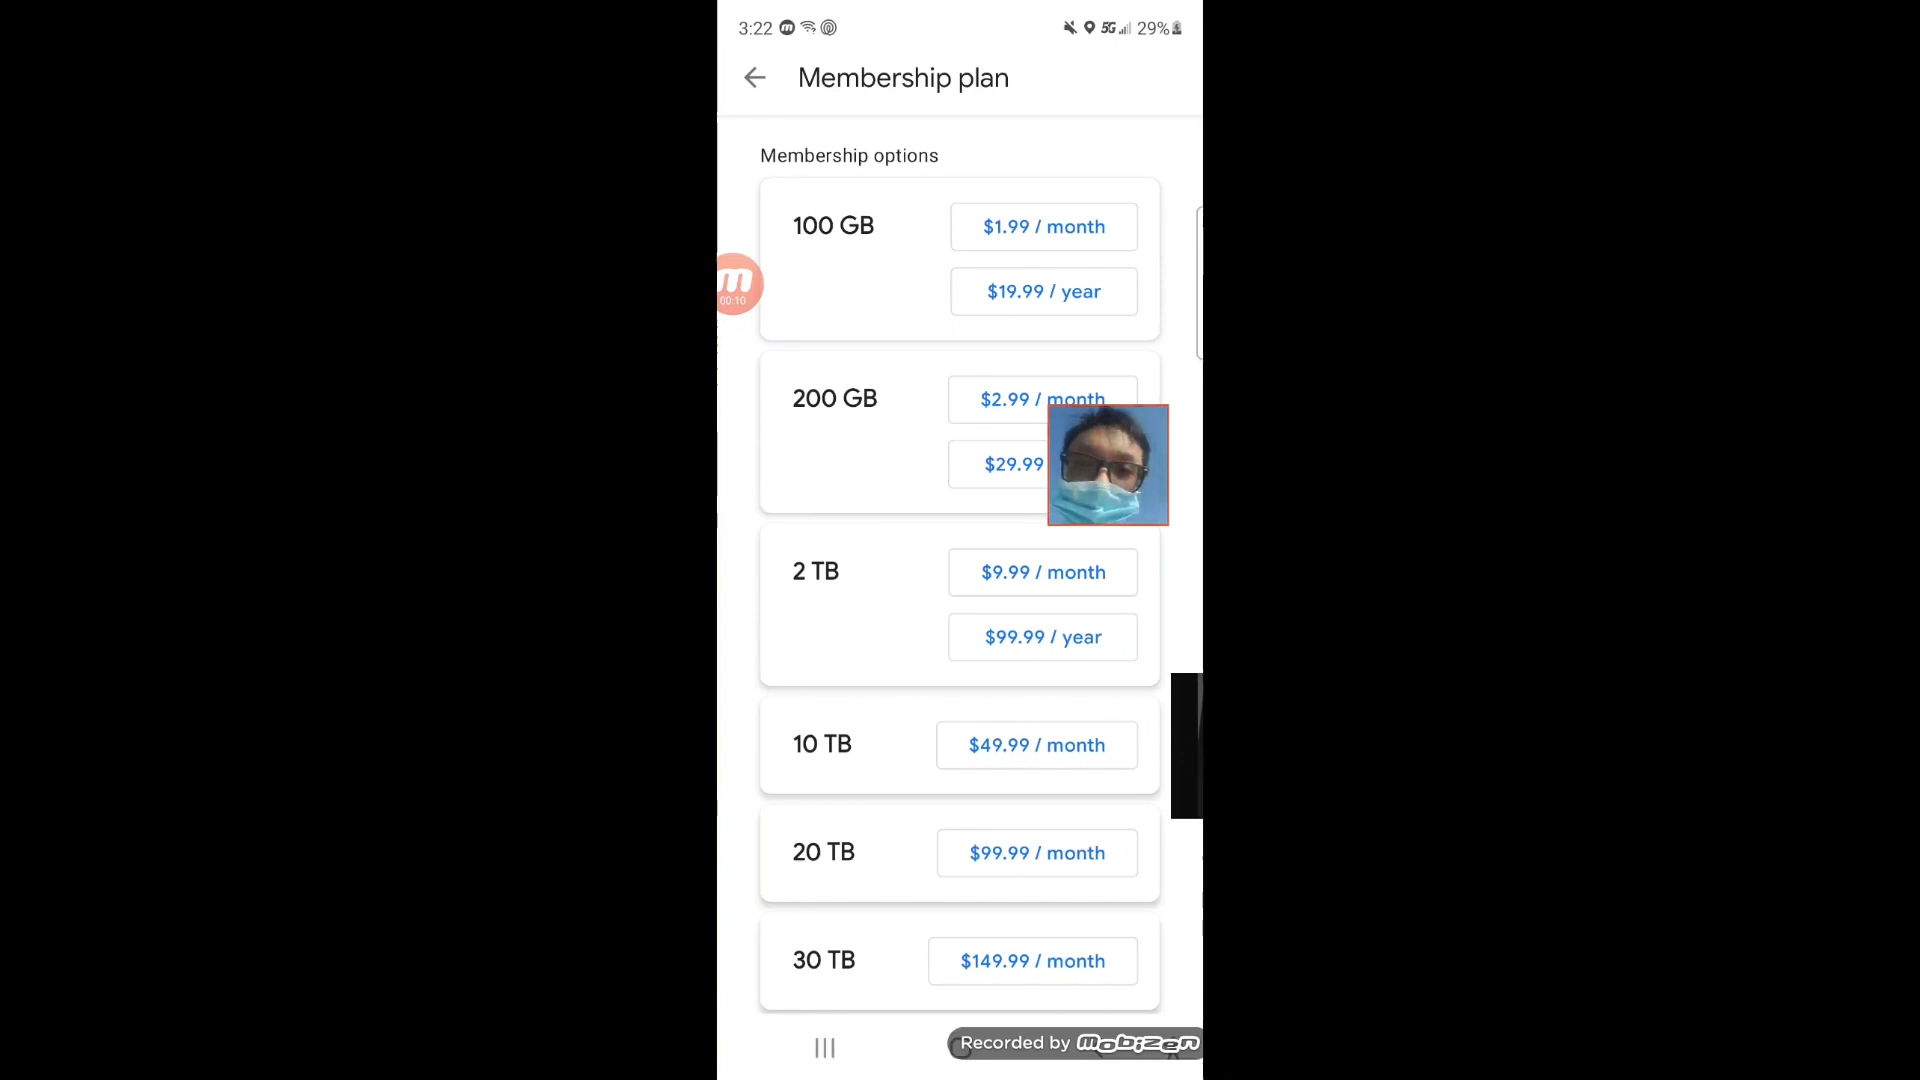 3:22 m 5G 29%
Membership plan
Membership options
100 GB $1.99 / month
$19.99 / year
m
00:10
200 GB $2.99 / month
$29.99
2 TB $9.99 / month
$99.99 / year
10 TB $49.99 / month
20 TB $99.99 / month
30 TB $149.99 / month
Recorded by mobizen